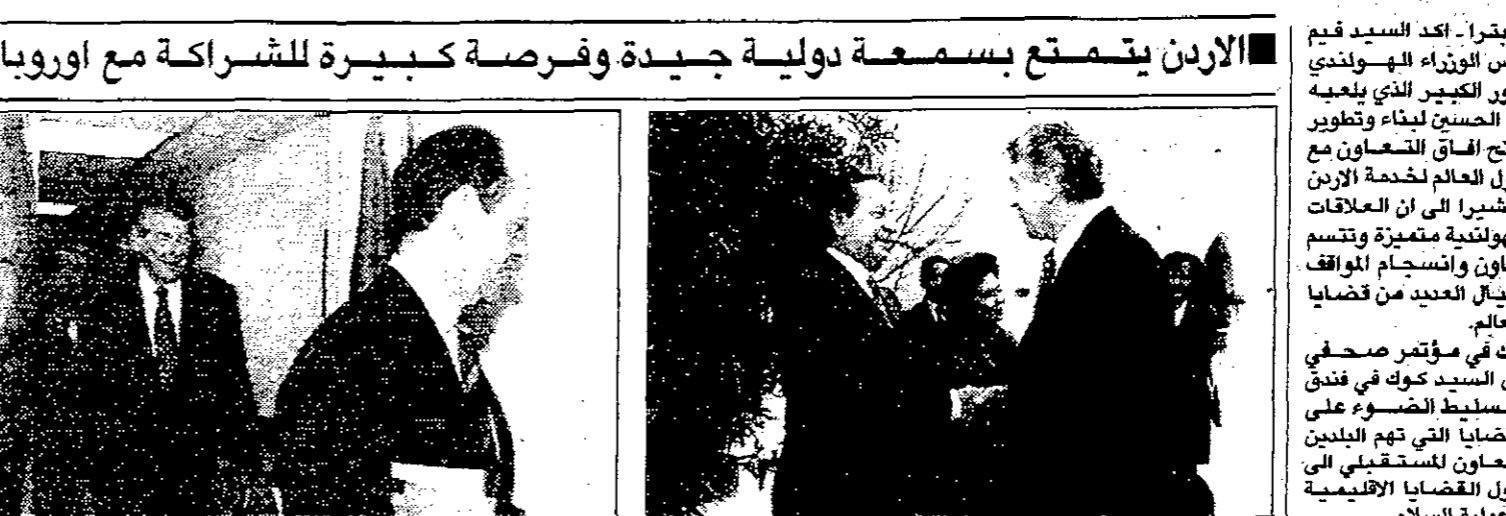 ■الاردن يتمتع بسمعة دولية جيدة وفرصة كبيرة للشراكة مع اوروبا
بترا ـ اكد السيد فيم
س الوزراء الهولندي
ور الكبير الذي يلعبه
الحسين لبناء وتطوير
تح افاق التعاون مع
ول العالم لخدمة الاردن
شيرا الى ان العلاقات
هولندية متميزة وتتسم
اون وانسجام المواقف
يال العديد من قضايا
عالم.
ك في مؤتمر صحفي
السيد كوك في فندق
سليط الضوء على
ضايا التي تهم البلدين
عاون المستقبلي الى
ول القضايا الاقليمية